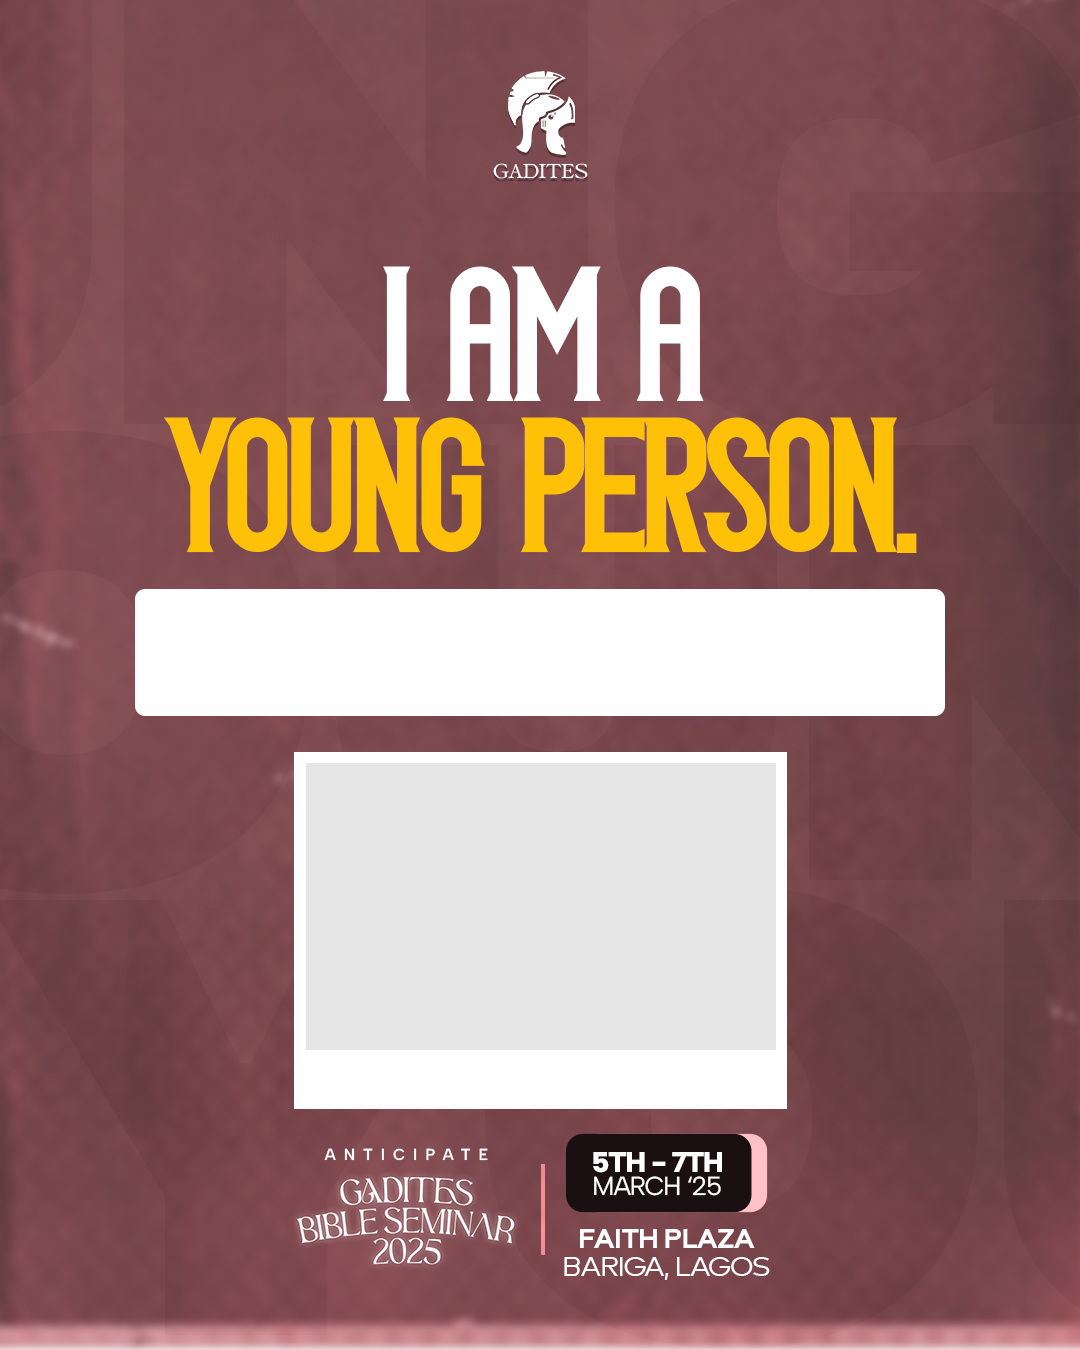 GADITES
I AM A
YOUNG PERSON.
ANTICIPATE
GADITES
BIBLE SEMINAR
2025
5TH – 7TH
MARCH ‘25
FAITH PLAZA
BARIGA, LAGOS